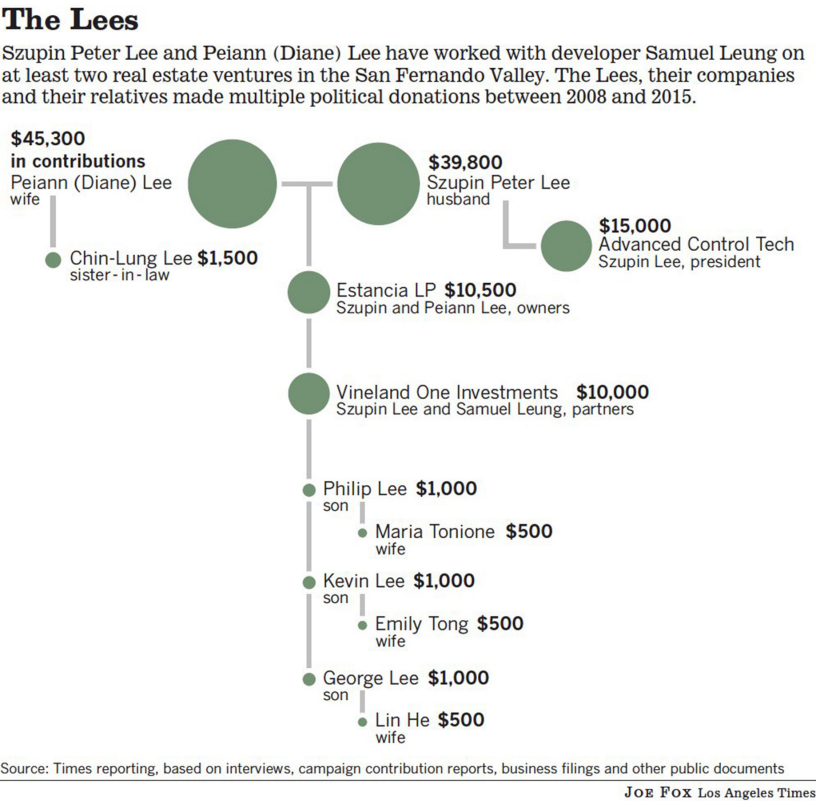 The Lees
Szupin Peter Lee and Peiann (Diane) Lee have worked with developer Samuel Leung on
at least two real estate ventures in the San Fernando Valley. The Lees, their companies
and their relatives made multiple political donations between 2008 and 2015.
$45,300
in contributions
Peiann (Diane) Lee
wife
$39,800
Szupin Peter Lee
husband
$15,000
Advanced Control Tech
Szupin Lee, president
Chin-Lung Lee $1,500
sister-in-law
Estancia LP $10,500
Szupin and Peiann Lee, owners
Vineland One Investments $10,000
Szupin Lee and Samuel Leung, partners
Philip Lee $1,000
son
Maria Tonione $500
wife
Kevin Lee $1,000
son
Emily Tong $500
wife
George Lee $1,000
son
Lin He $500
wife
Source: Times reporting, based on interviews, campaign contribution reports, business filings and other public documents
Joe Fox Los Angeles Times